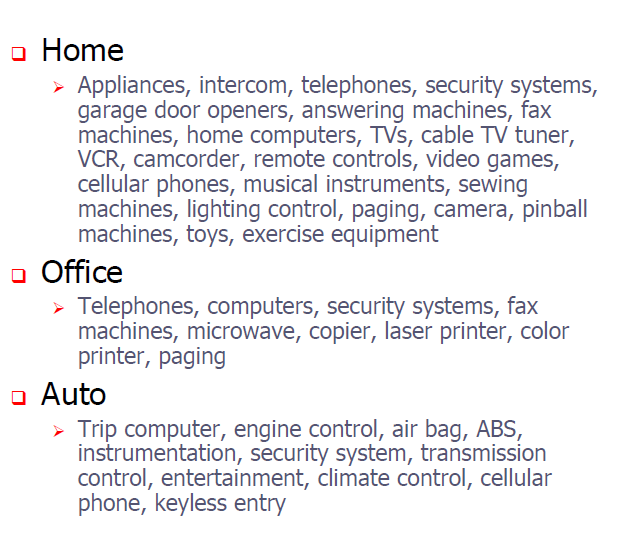 Home
Appliances, intercom, telephones, security systems,
garage door openers, answering machines, fax
machines, home computers, TVs, cable TV tuner,
VCR, camcorder, remote controls, video games,
cellular phones, musical instruments, sewing
machines, lighting control, paging, camera, pinball
machines, toys, exercise equipment
Office
Telephones, computers, security systems, fax
machines, microwave, copier, laser printer, color
printer, paging
Auto
Trip computer, engine control, air bag, ABS,
instrumentation, security system, transmission
control, entertainment, climate control, cellular
phone, keyless entry